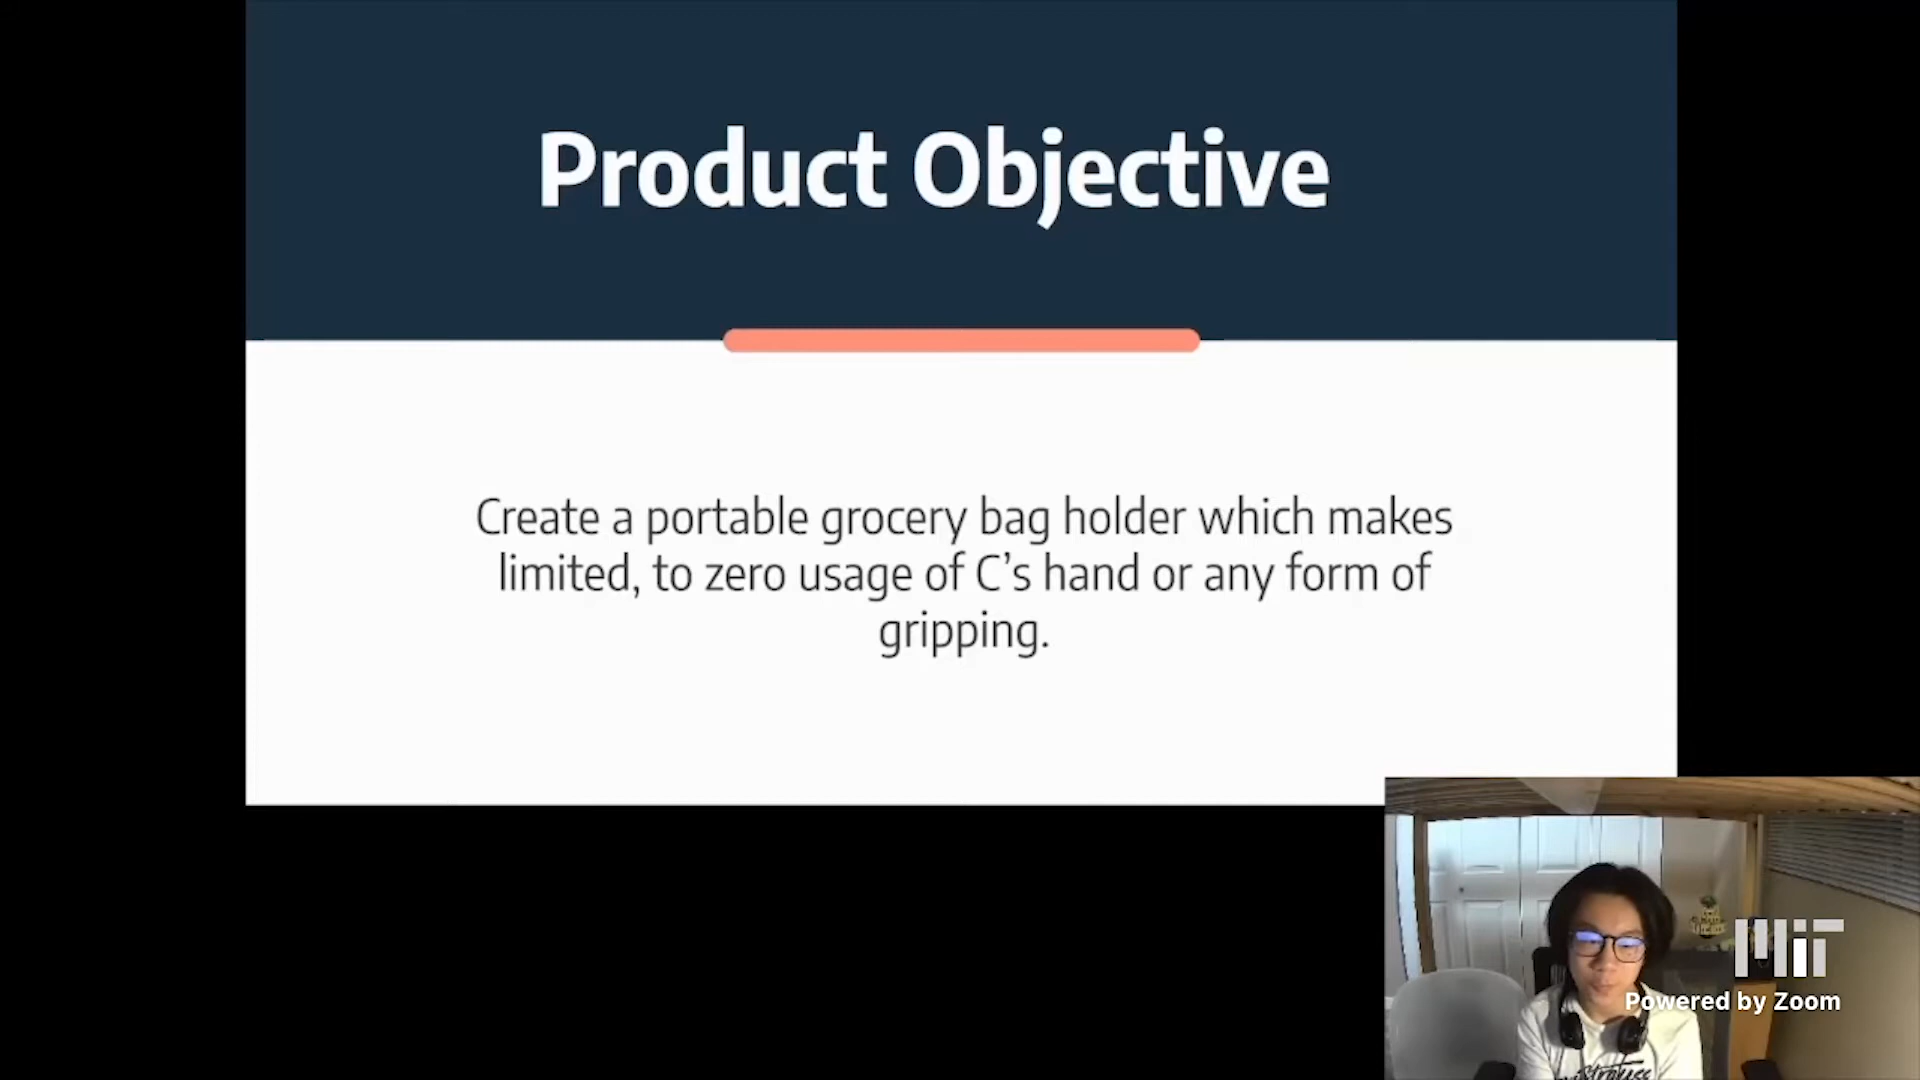 Product Objective
Create a portable grocery bag holder which makes
limited, to zero usage of C’s hand or any form of
gripping.
MIT
Powered by Zoom